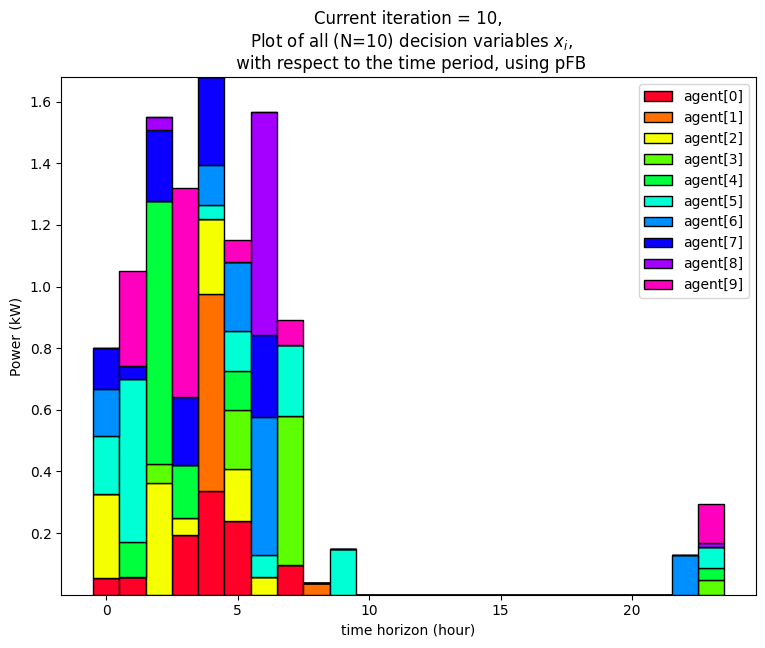 Current iteration = 10,
Plot of all (N=10) decision variables $x_i$,
with respect to the time period, using pFB
1.6
1.4
1.2
1.0
0.8
0.6
0.4
0.2
Power (kW)
0 5 10 15 20
time horizon (hour)
agent[0]
agent[1]
agent[2]
agent[3]
agent[4]
agent[5]
agent[6]
agent[7]
agent[8]
agent[9]